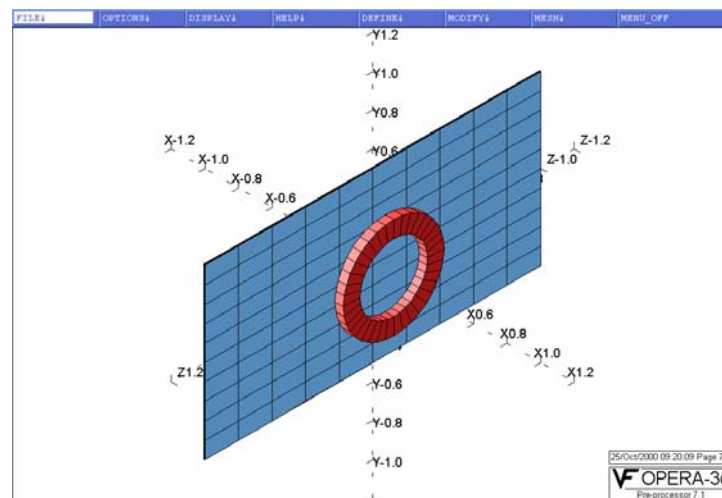 FILE↓ OPTIONS↓ DISPLAY↓ HELP↓ DEFINE↓ MODIFY↓ MESH↓ MENU_OFF
Y1.2
Y1.0
Y0.8
Y0.6
X-1.2
Z-1.2
X-1.0
Z-1.0
X-0.8
X-0.6
X0.6
X0.8
X1.0
Z1.2
X1.2
Y-0.6
Y-0.8
Y-1.0
25/Oct/2000 09:20:09 Page 7
VF OPERA-3
Pre-processor 7.1